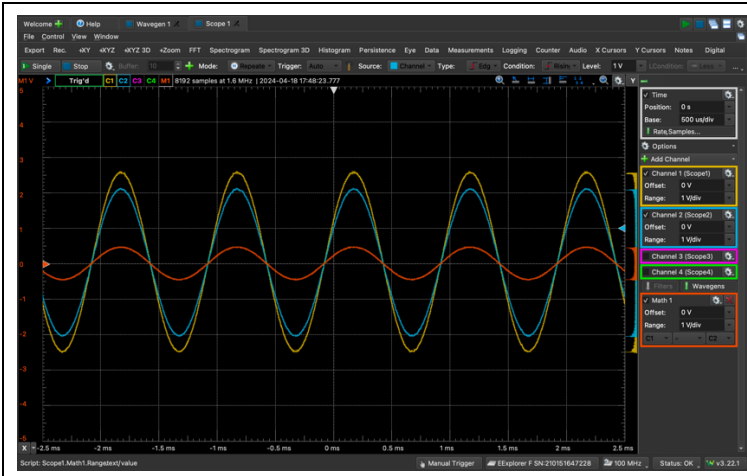 Welcome Help Wavegen 1 Scope 1
File Control View Window
Export Rec. +XY +XYZ +XYZ 3D +Zoom FFT Spectrogram Spectrogram 3D Histogram Persistence Eye Data Measurements Logging Counter Audio X Cursors Y Cursors Notes Digital
Single Stop Buffer: 10 Mode: Repeate Trigger: Auto Source: Channel Type: Edg Condition: Level: 1 V LCondition: Less ...
M1 V Trig'd C1 C2 C3 C4 M1 8192 samples at 1.6 MHz | 2024-04-18 17:48:23.777 Y
5
4
3
2
1
0
-1
-2
-3
-4
-5
X -2.5 ms -2 ms -1.5 ms -1 ms -0.5 ms 0 ms 0.5 ms 1 ms 1.5 ms 2 ms 2.5 ms
Time
Position: 0 s
Base: 500 us/div
Rate,Samples...
Options
Add Channel
Channel 1 (Scope1)
Offset: 0 V
Range: 1 V/div
Channel 2 (Scope2)
Offset: 0 V
Range: 1 V/div
Channel 3 (Scope3)
Channel 4 (Scope4)
Filters Wavegens
Math 1
Offset: 0 V
Range: 1 V/div
C1 - C2
Script: Scope1.Math1.Rangetext/value
Manual Trigger EExplorer F SN:210151647228 100 MHz Status: OK v3.22.1